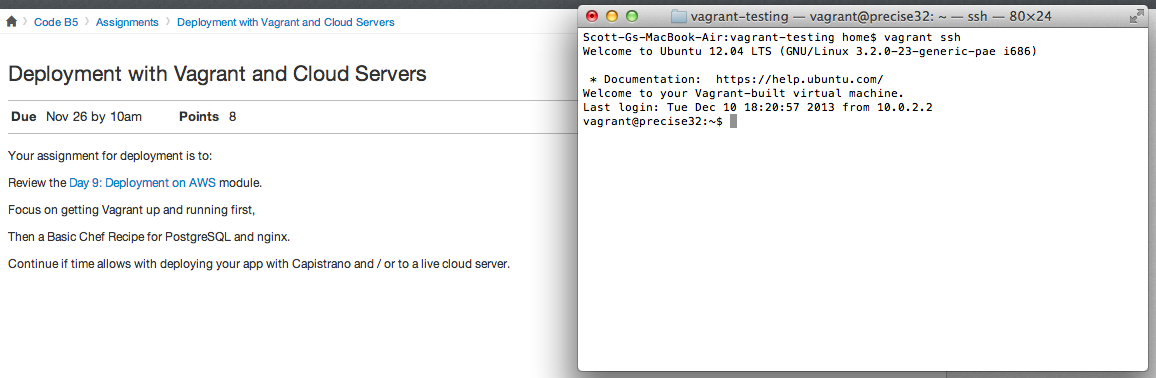 Code B5 Assignments Deployment with Vagrant and Cloud Servers
Deployment with Vagrant and Cloud Servers
Due Nov 26 by 10am Points 8
Your assignment for deployment is to:
Review the Day 9: Deployment on AWS module.
Focus on getting Vagrant up and running first,
Then a Basic Chef Recipe for PostgreSQL and nginx.
Continue if time allows with deploying your app with Capistrano and / or to a live cloud server.
vagrant-testing — vagrant@precise32: ~ — ssh — 80×24
Scott-Gs-MacBook-Air:vagrant-testing home$ vagrant ssh
Welcome to Ubuntu 12.04 LTS (GNU/Linux 3.2.0-23-generic-pae i686)
* Documentation:  https://help.ubuntu.com/
Welcome to your Vagrant-built virtual machine.
Last login: Tue Dec 10 18:20:57 2013 from 10.0.2.2
vagrant@precise32:~$